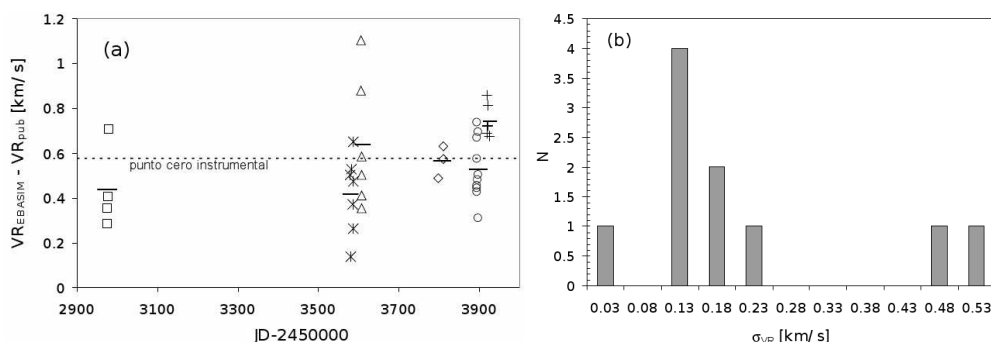 (a)
VR_EBASIM - VR_pub [km/s]
1.2
1
0.8
0.6
0.4
0.2
0
punto cero instrumental
2900 3100 3300 3500 3700 3900
JD-2450000
(b)
N
4.5
4
3.5
3
2.5
2
1.5
1
0.5
0
0.03 0.08 0.13 0.18 0.23 0.28 0.33 0.38 0.43 0.48 0.53
σ_VR [km/s]